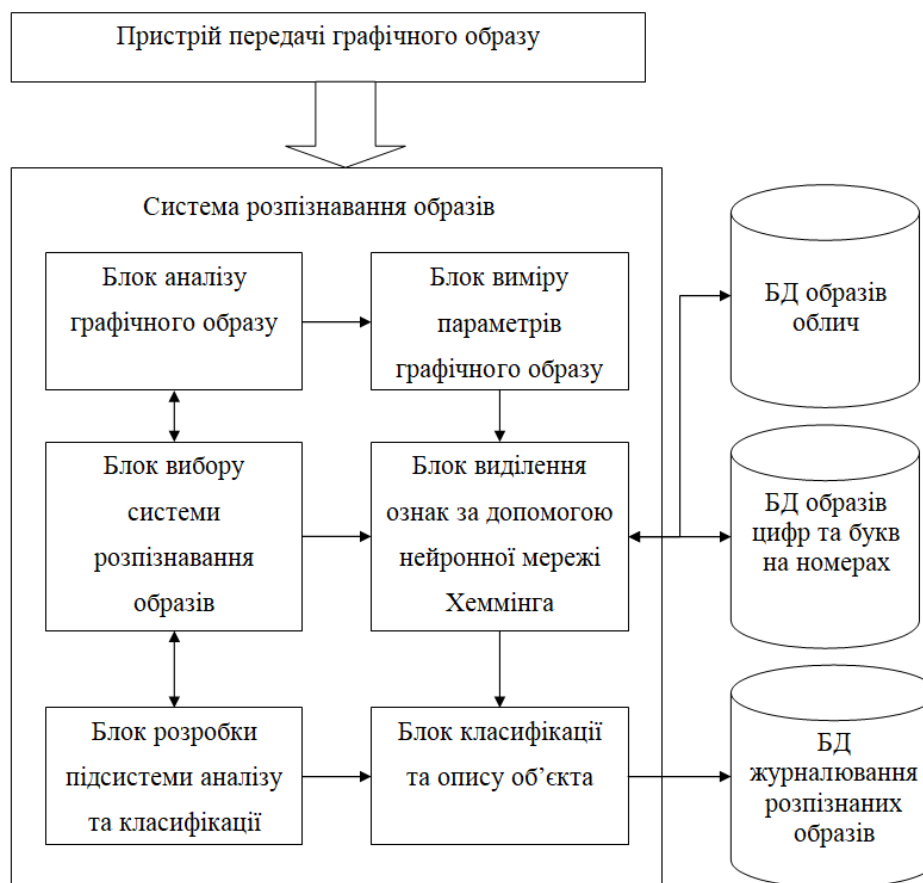 Пристрій передачі графічного образу
Система розпізнавання образів
Блок аналізу
графічного образу
Блок виміру
параметрів
графічного образу
БД образів
облич
Блок вибору
системи
розпізнавання
образів
Блок виділення
ознак за допомогою
нейронної мережі
Хеммінга
БД образів
цифр та букв
на номерах
Блок розробки
підсистеми аналізу
та класифікації
Блок класифікації
та опису об’єкта
БД
журналювання
розпізнаних
образів